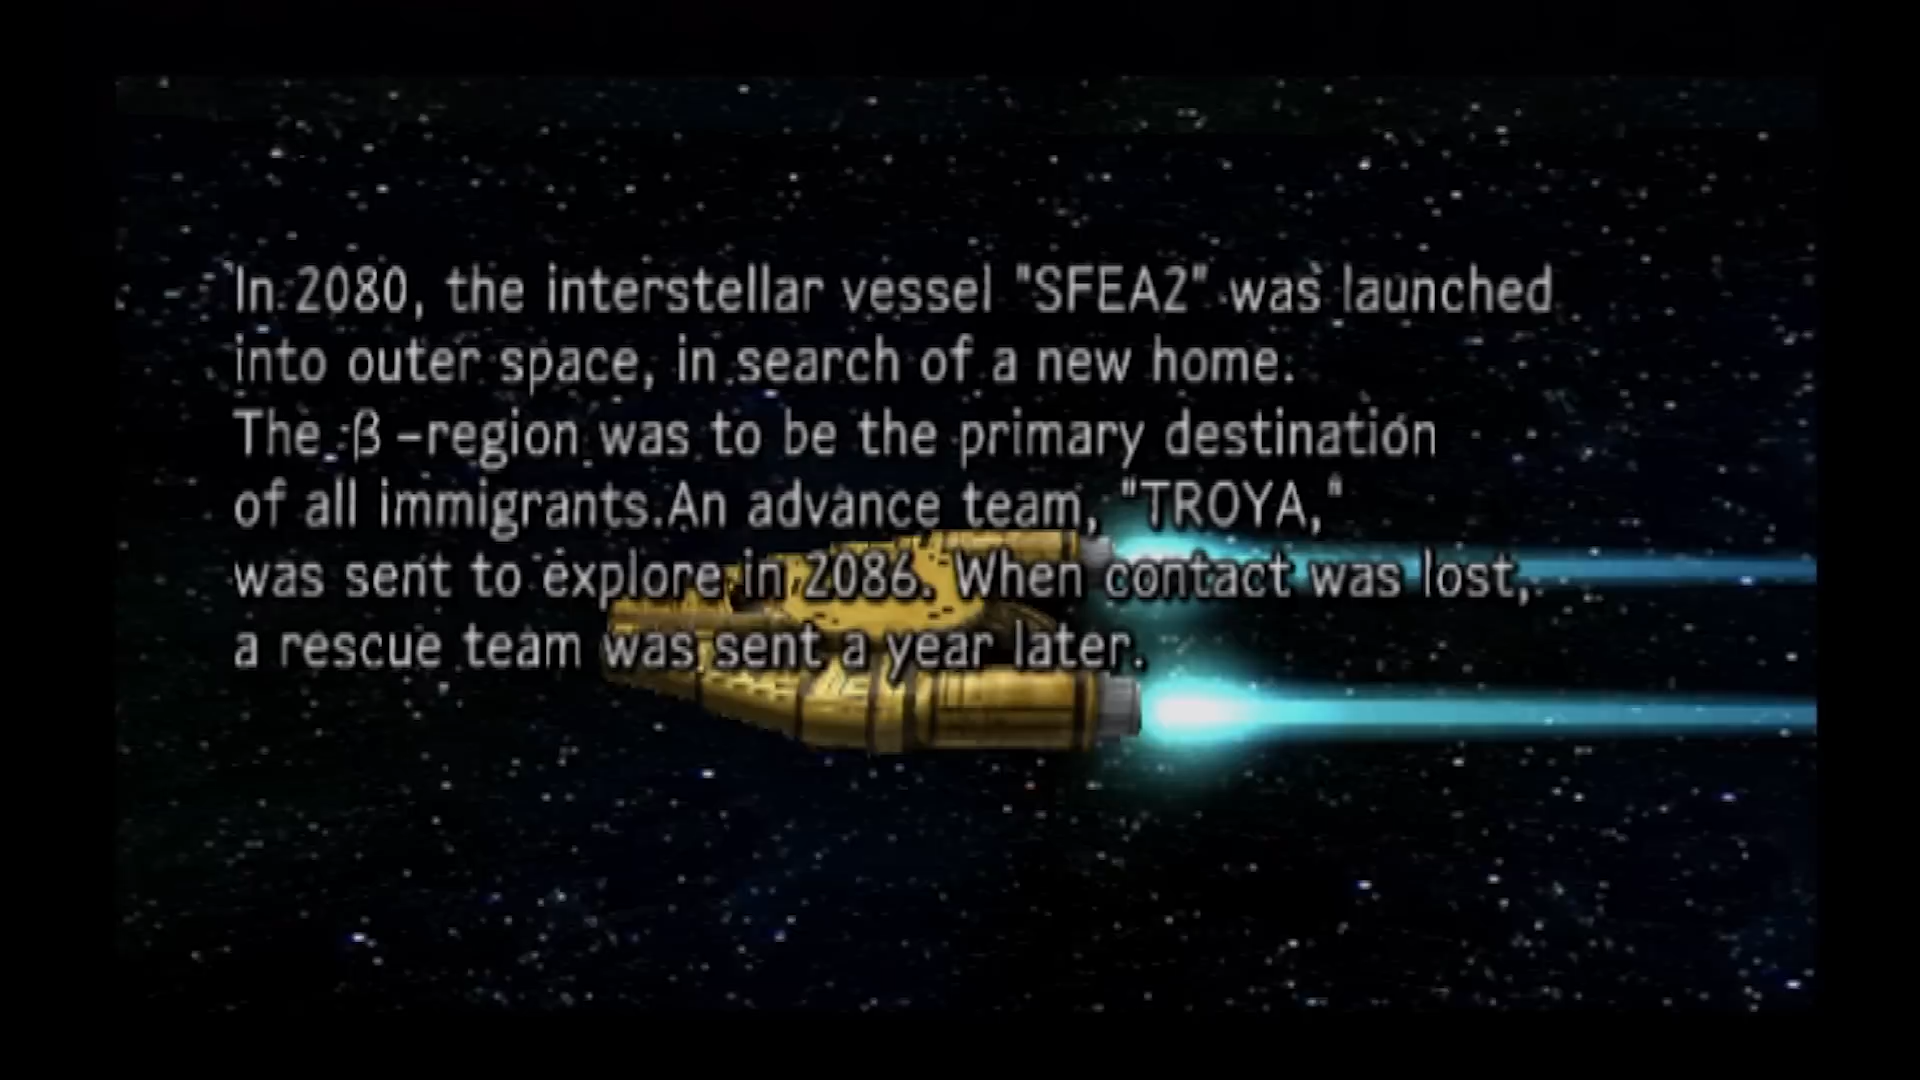 In 2080, the interstellar vessel "SFEA2" was launched
into outer space, in search of a new home.
The β-region was to be the primary destination
of all immigrants.An advance team, "TROYA,"
was sent to explore in 2086. When contact was lost,
a rescue team was sent a year later.